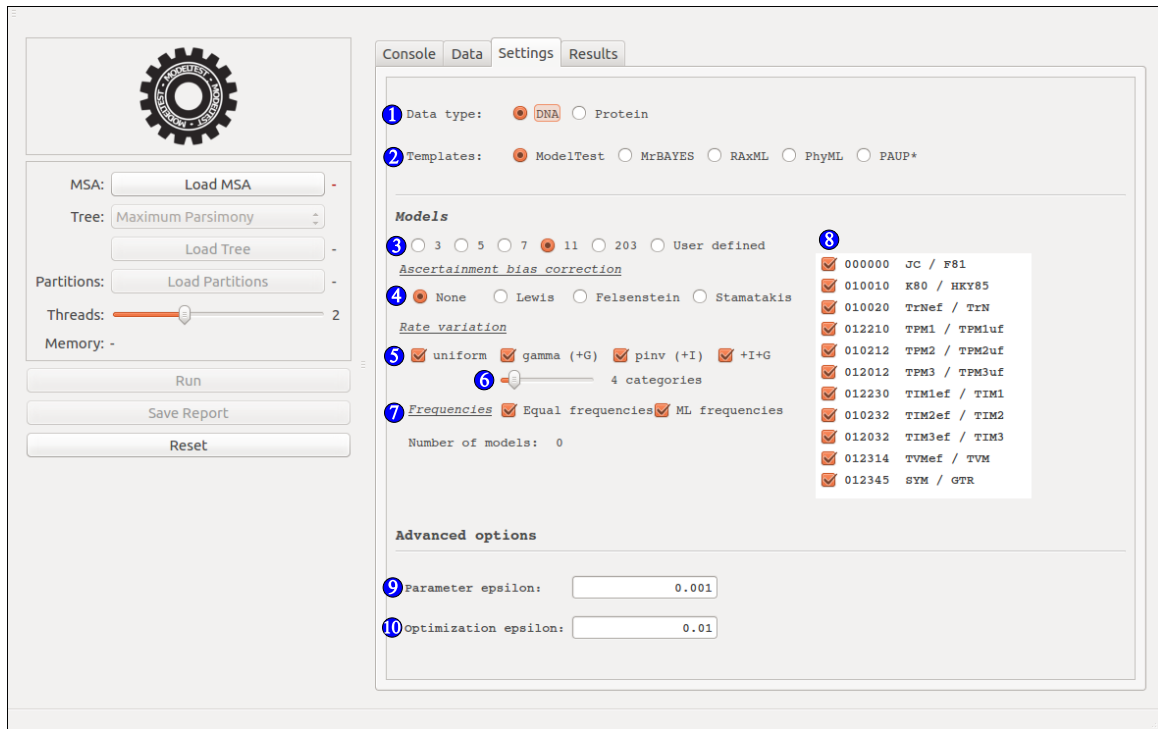 MODELTEST · MODELTEST · MODELTEST ·
MSA: Load MSA -
Tree: Maximum Parsimony
Load Tree -
Partitions: Load Partitions -
Threads: 2
Memory: -
Run
Save Report
Reset
Console Data Settings Results
1 Data type: DNA Protein
2 Templates: ModelTest MrBAYES RAxML PhyML PAUP*
Models
3 3 5 7 11 203 User defined
Ascertainment bias correction
4 None Lewis Felsenstein Stamatakis
Rate variation
5 uniform gamma (+G) pinv (+I) +I+G
6 4 categories
7 Frequencies Equal frequencies ML frequencies
Number of models: 0
8
000000 JC / F81
010010 K80 / HKY85
010020 TrNef / TrN
012210 TPM1 / TPM1uf
010212 TPM2 / TPM2uf
012012 TPM3 / TPM3uf
012230 TIM1ef / TIM1
010232 TIM2ef / TIM2
012032 TIM3ef / TIM3
012314 TVMef / TVM
012345 SYM / GTR
Advanced options
9 Parameter epsilon: 0.001
10 Optimization epsilon: 0.01